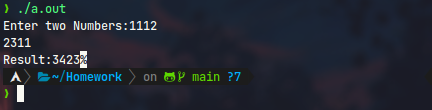 ❯ ./a.out
Enter two Numbers:1112
2311
Result:3423%
~/Homework on main ?7
❯